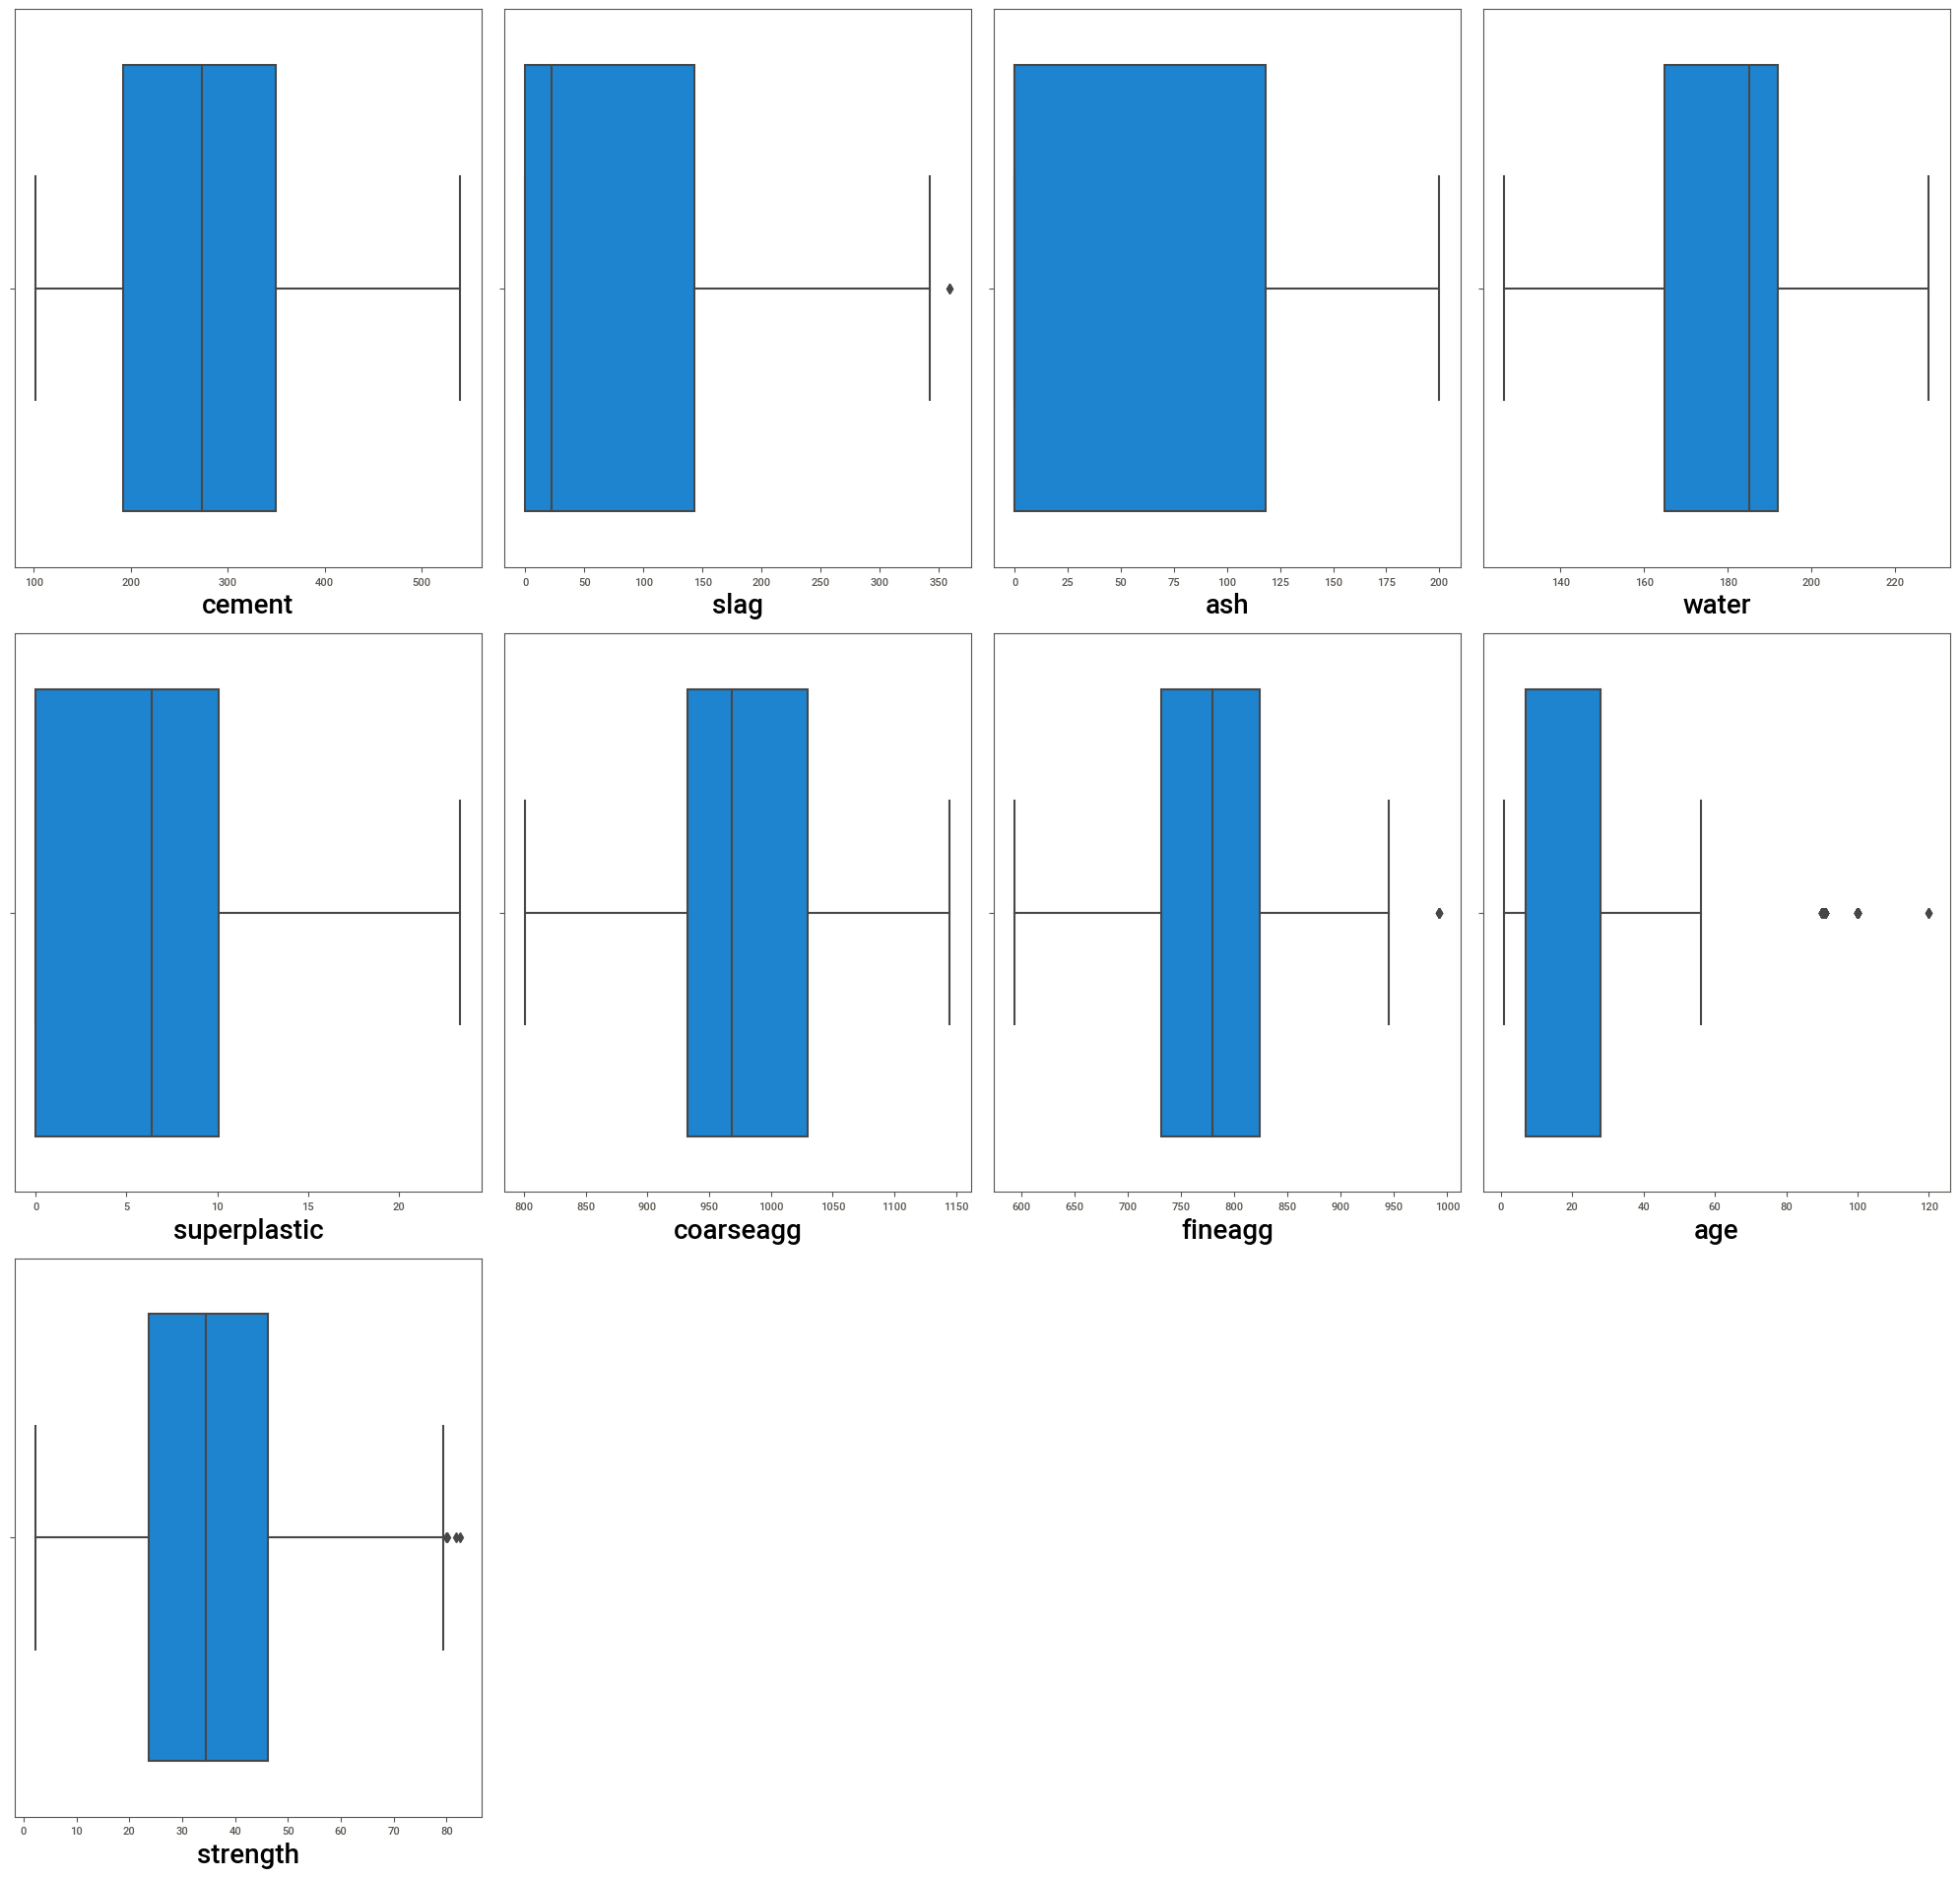 100 200 300 400 500
cement
0 50 100 150 200 250 300 350
slag
0 25 50 75 100 125 150 175 200
ash
140 160 180 200 220
water
0 5 10 15 20
superplastic
800 850 900 950 1000 1050 1100 1150
coarseagg
600 650 700 750 800 850 900 950 1000
fineagg
0 20 40 60 80 100 120
age
0 10 20 30 40 50 60 70 80
strength